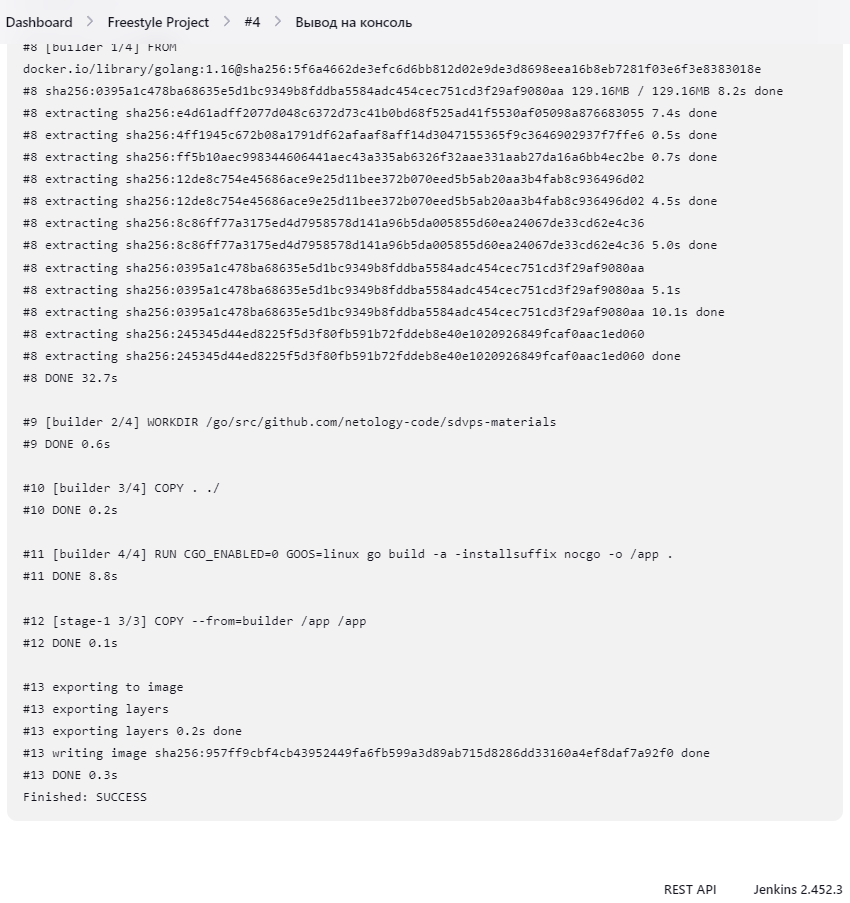 Dashboard > Freestyle Project > #4 > Вывод на консоль
#8 [builder 1/4] FROM
docker.io/library/golang:1.16@sha256:5f6a4662de3efc6d6bb812d02e9de3d8698eea16b8eb7281f03e6f3e8383018e
#8 sha256:0395a1c478ba68635e5d1bc9349b8fddba5584adc454cec751cd3f29af9080aa 129.16MB / 129.16MB 8.2s done
#8 extracting sha256:e4d61adff2077d048c6372d73c41b0bd68f525ad41f5530af05098a876683055 7.4s done
#8 extracting sha256:4ff1945c672b08a1791df62afaaf8aff14d3047155365f9c3646902937f7ffe6 0.5s done
#8 extracting sha256:ff5b10aec998344606441aec43a335ab6326f32aae331aab27da16a6bb4ec2be 0.7s done
#8 extracting sha256:12de8c754e45686ace9e25d11bee372b070eed5b5ab20aa3b4fab8c936496d02
#8 extracting sha256:12de8c754e45686ace9e25d11bee372b070eed5b5ab20aa3b4fab8c936496d02 4.5s done
#8 extracting sha256:8c86ff77a3175ed4d7958578d141a96b5da005855d60ea24067de33cd62e4c36
#8 extracting sha256:8c86ff77a3175ed4d7958578d141a96b5da005855d60ea24067de33cd62e4c36 5.0s done
#8 extracting sha256:0395a1c478ba68635e5d1bc9349b8fddba5584adc454cec751cd3f29af9080aa
#8 extracting sha256:0395a1c478ba68635e5d1bc9349b8fddba5584adc454cec751cd3f29af9080aa 5.1s
#8 extracting sha256:0395a1c478ba68635e5d1bc9349b8fddba5584adc454cec751cd3f29af9080aa 10.1s done
#8 extracting sha256:245345d44ed8225f5d3f80fb591b72fddeb8e40e1020926849fcaf0aac1ed060
#8 extracting sha256:245345d44ed8225f5d3f80fb591b72fddeb8e40e1020926849fcaf0aac1ed060 done
#8 DONE 32.7s
#9 [builder 2/4] WORKDIR /go/src/github.com/netology-code/sdvps-materials
#9 DONE 0.6s
#10 [builder 3/4] COPY . ./
#10 DONE 0.2s
#11 [builder 4/4] RUN CGO_ENABLED=0 GOOS=linux go build -a -installsuffix nocgo -o /app .
#11 DONE 8.8s
#12 [stage-1 3/3] COPY --from=builder /app /app
#12 DONE 0.1s
#13 exporting to image
#13 exporting layers
#13 exporting layers 0.2s done
#13 writing image sha256:957ff9cbf4cb43952449fa6fb599a3d89ab715d8286dd33160a4ef8daf7a92f0 done
#13 DONE 0.3s
Finished: SUCCESS
REST API Jenkins 2.452.3